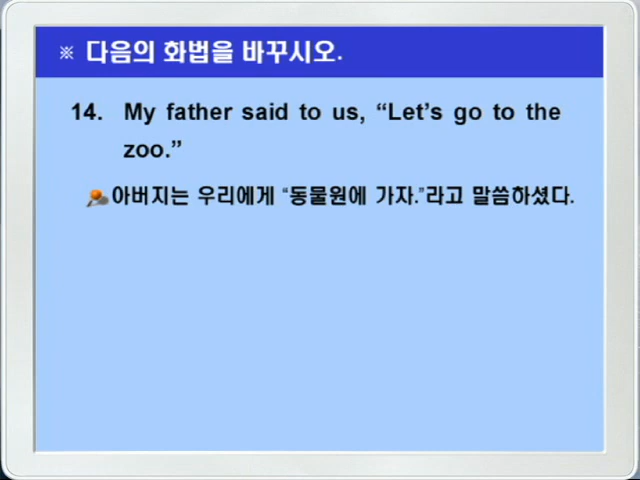 ※ 다음의 화법을 바꾸시오.
14. My father said to us, “Let’s go to the
zoo.”
아버지는 우리에게 “동물원에 가자.”라고 말씀하셨다.